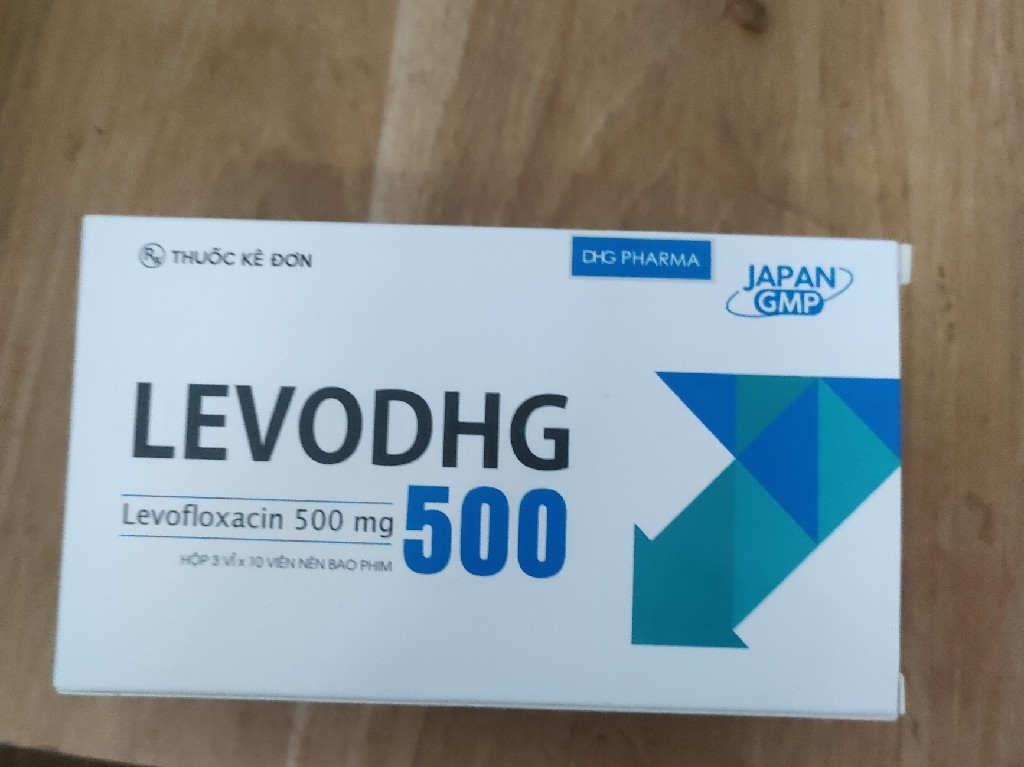 Rx THUỐC KÊ ĐƠN
DHG PHARMA
JAPAN
GMP
LEVODHG
500
Levofloxacin 500 mg
HỘP 3 VỈ x 10 VIÊN NÉN BAO PHIM